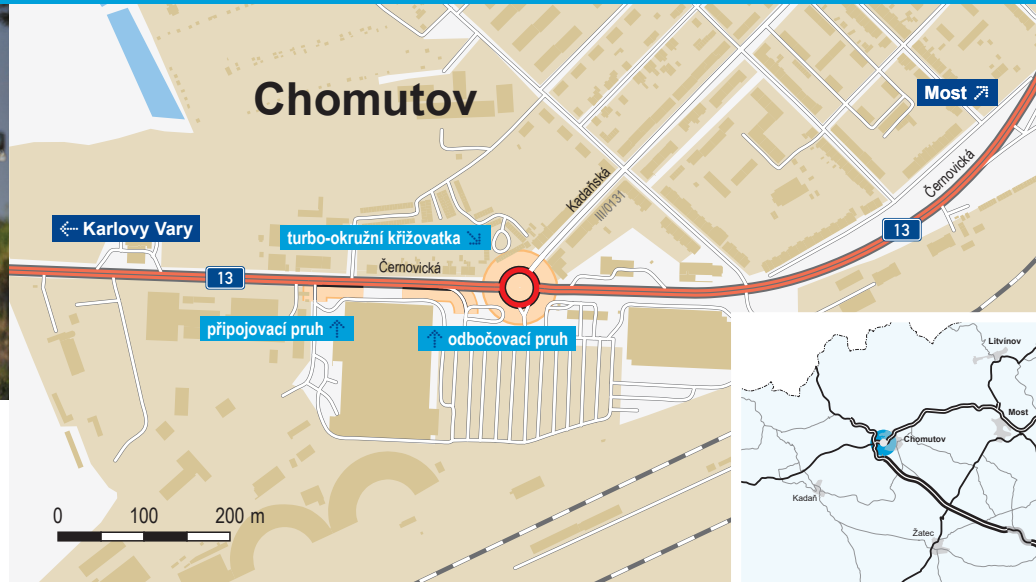 Chomutov
Most
Kadaňská
III/0131
Černovická
Karlovy Vary
turbo-okružní křižovatka
13
Černovická
13
připojovací pruh
odbočovací pruh
0 100 200 m
Litvínov
Most
Chomutov
Kadaň
Žatec